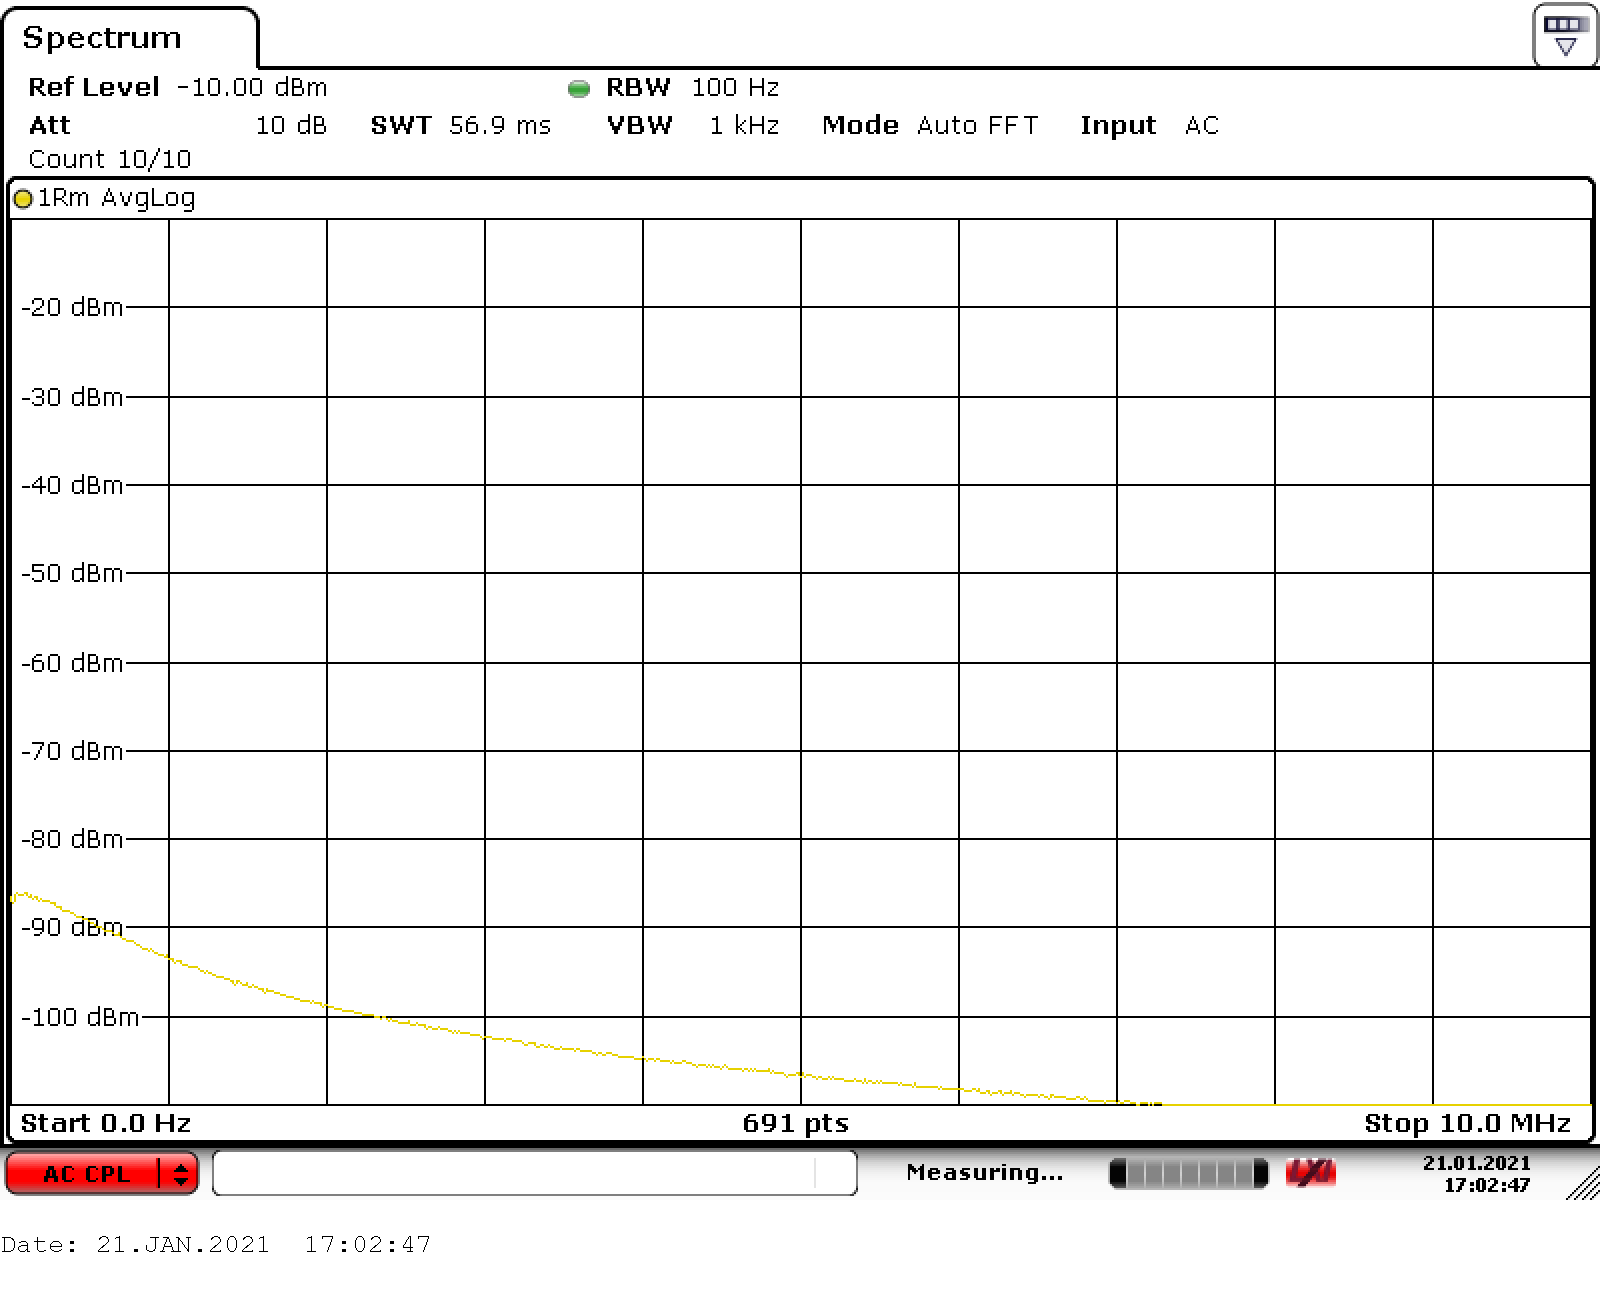 Spectrum
Ref Level -10.00 dBm RBW 100 Hz
Att 10 dB SWT 56.9 ms VBW 1 kHz Mode Auto FFT Input AC
Count 10/10
1Rm AvgLog
-20 dBm
-30 dBm
-40 dBm
-50 dBm
-60 dBm
-70 dBm
-80 dBm
-90 dBm
-100 dBm
Start 0.0 Hz 691 pts Stop 10.0 MHz
AC CPL Measuring... LXI 21.01.2021
17:02:47
Date: 21.JAN.2021 17:02:47